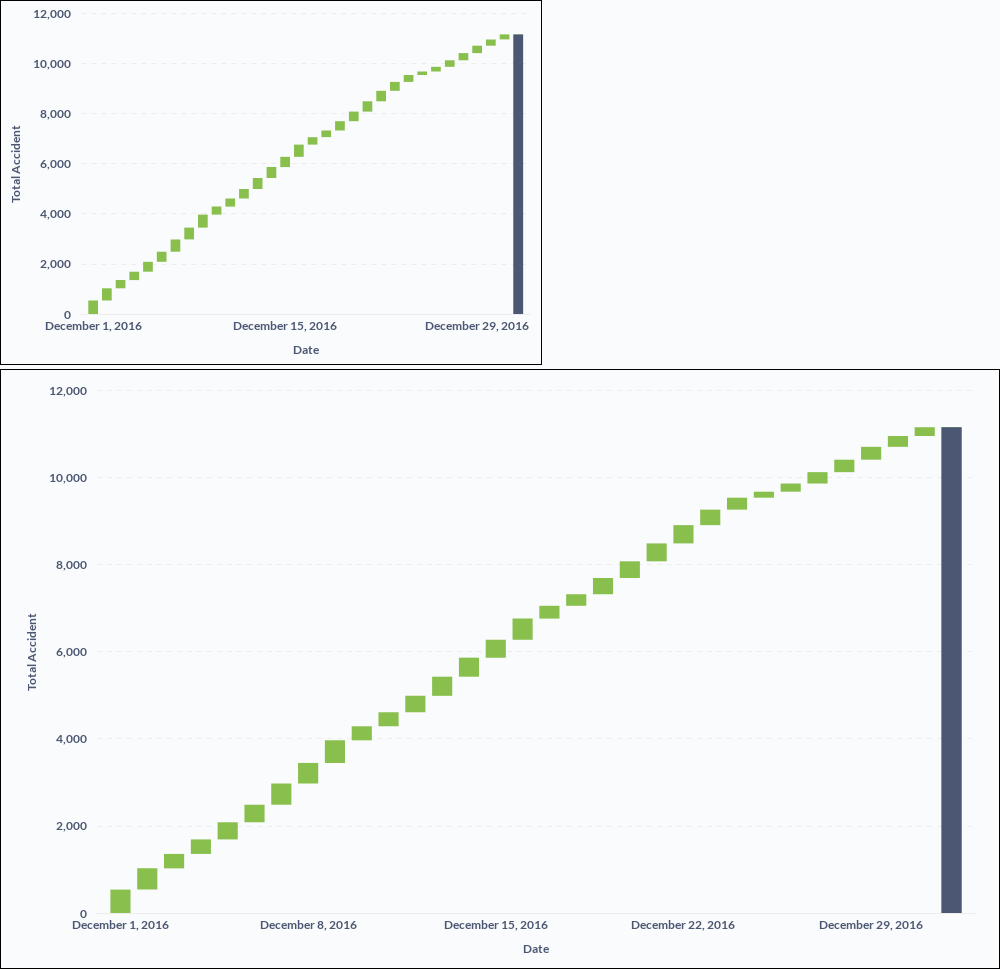 12,000
10,000
8,000
6,000
4,000
2,000
0
Total Accident
December 1, 2016 December 15, 2016 December 29, 2016
Date
12,000
10,000
8,000
6,000
4,000
2,000
0
Total Accident
December 1, 2016 December 8, 2016 December 15, 2016 December 22, 2016 December 29, 2016
Date